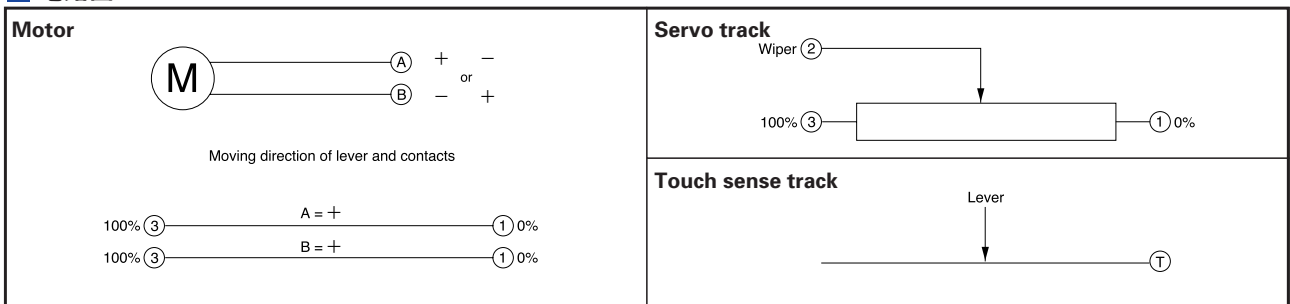 Motor
M
A + −
or
B − +
Moving direction of lever and contacts
100% 3 A = + 1 0%
100% 3 B = + 1 0%
Servo track
Wiper 2
100% 3 1 0%
Touch sense track
Lever
T